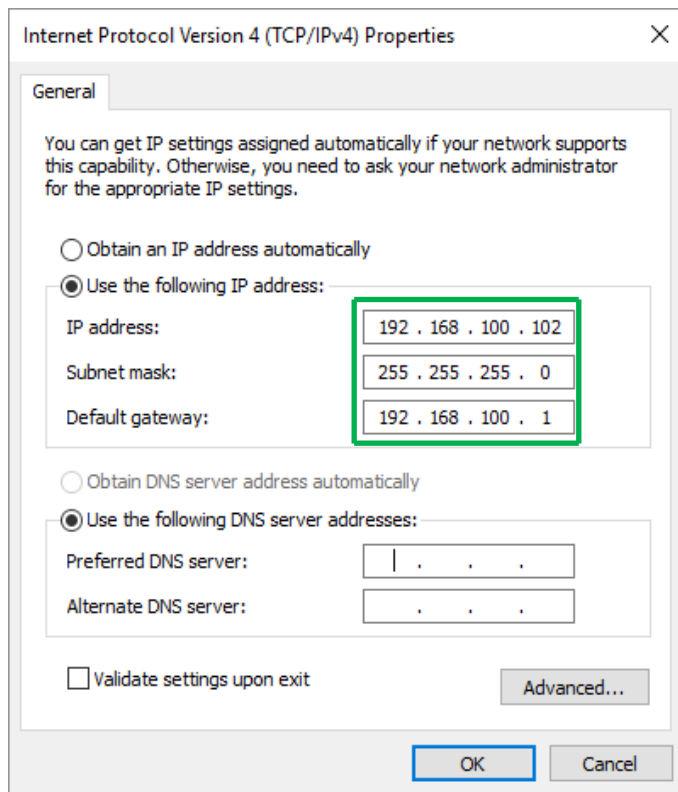 Internet Protocol Version 4 (TCP/IPv4) Properties
General
You can get IP settings assigned automatically if your network supports
this capability. Otherwise, you need to ask your network administrator
for the appropriate IP settings.
Obtain an IP address automatically
Use the following IP address:
IP address: 192 . 168 . 100 . 102
Subnet mask: 255 . 255 . 255 . 0
Default gateway: 192 . 168 . 100 . 1
Obtain DNS server address automatically
Use the following DNS server addresses:
Preferred DNS server: . . .
Alternate DNS server: . . .
Validate settings upon exit
Advanced...
OK Cancel